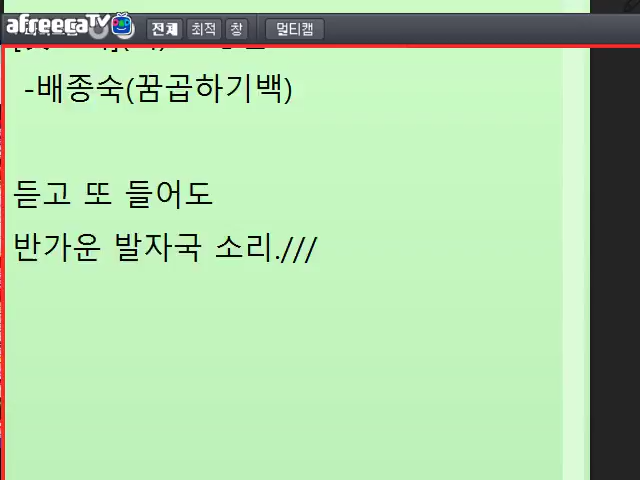 afreecaTV
전체 최적 창 멀티캠
-배종숙(꿈곱하기백)
듣고 또 들어도
반가운 발자국 소리.///